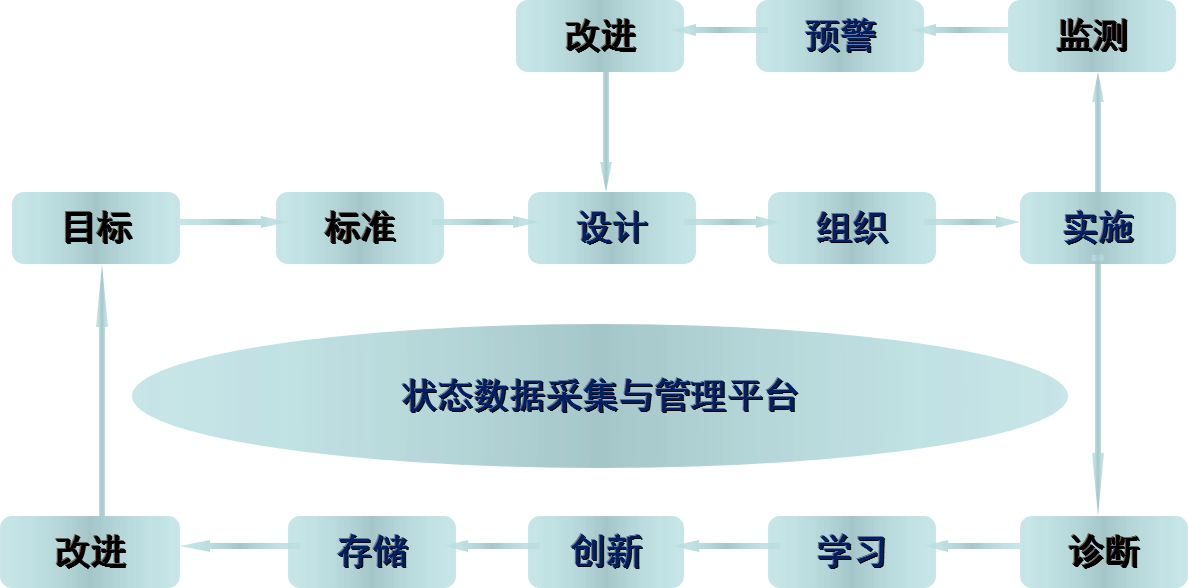 改进 预警 监测
目标 标准 设计 组织 实施
状态数据采集与管理平台
改进 存储 创新 学习 诊断